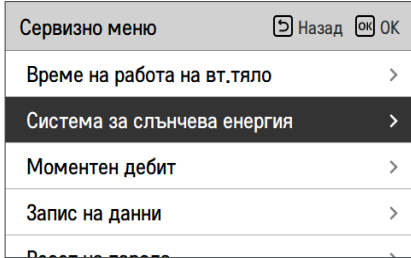 Сервизно меню Назад OK OK
Време на работа на вт.тяло
Система за слънчева енергия
Моментен дебит
Запис на данни